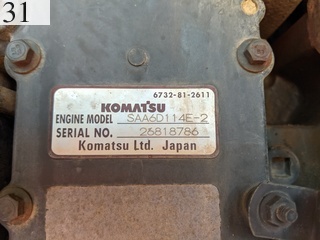 31
6732-81-2611
KOMATSU
ENGINE MODEL SAA6D114E-2
SERIAL NO. 26818786
Komatsu Ltd. Japan